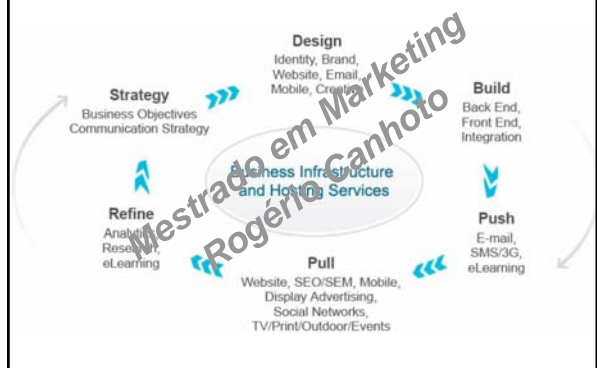 Design
Identity, Brand,
Website, Email,
Mobile, Creative
Build
Back End,
Front End,
Integration
Push
E-mail,
SMS/3G,
eLearning
Pull
Website, SEO/SEM, Mobile,
Display Advertising,
Social Networks,
TV/Print/Outdoor/Events
Refine
Analytics,
Research,
eLearning
Strategy
Business Objectives
Communication Strategy
Business Infrastructure
and Hosting Services
Mestrado em Marketing
Rogério Canhoto